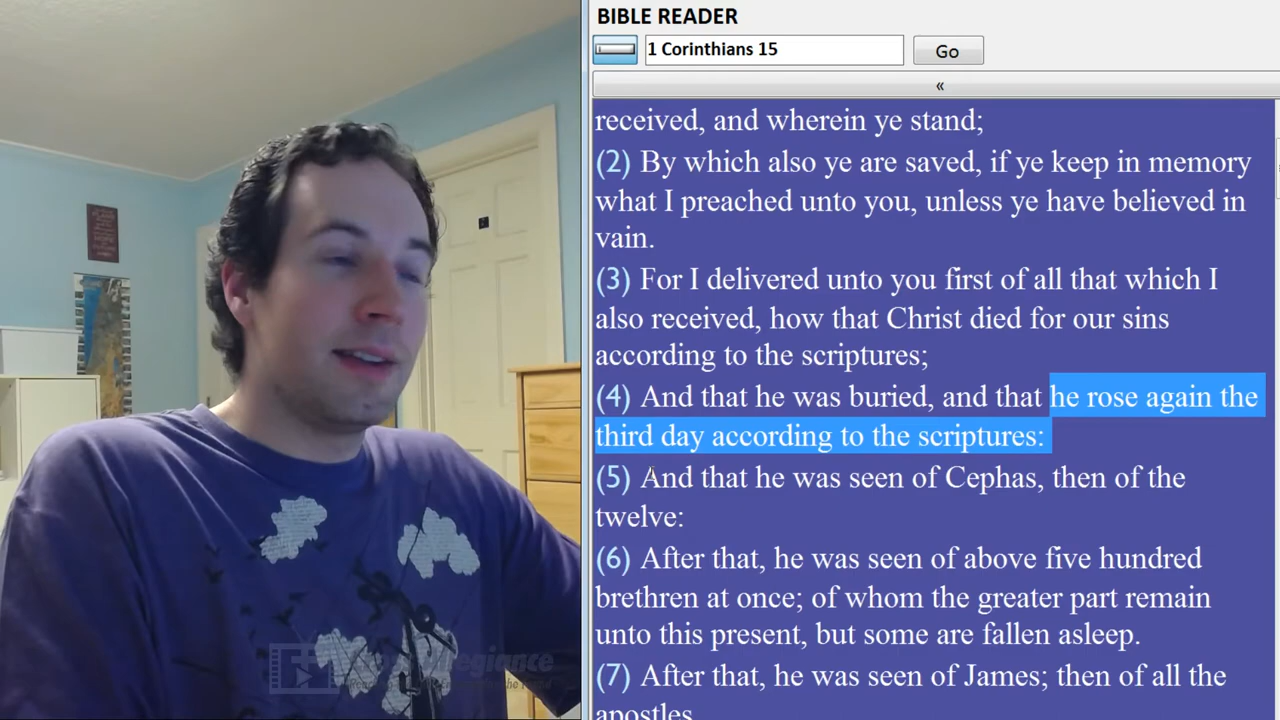 BIBLE READER
1 Corinthians 15
Go
«
received, and wherein ye stand;
(2) By which also ye are saved, if ye keep in memory
what I preached unto you, unless ye have believed in
vain.
(3) For I delivered unto you first of all that which I
also received, how that Christ died for our sins
according to the scriptures;
(4) And that he was buried, and that he rose again the
third day according to the scriptures:
(5) And that he was seen of Cephas, then of the
twelve:
(6) After that, he was seen of above five hundred
brethren at once; of whom the greater part remain
unto this present, but some are fallen asleep.
(7) After that, he was seen of James; then of all the
apostles